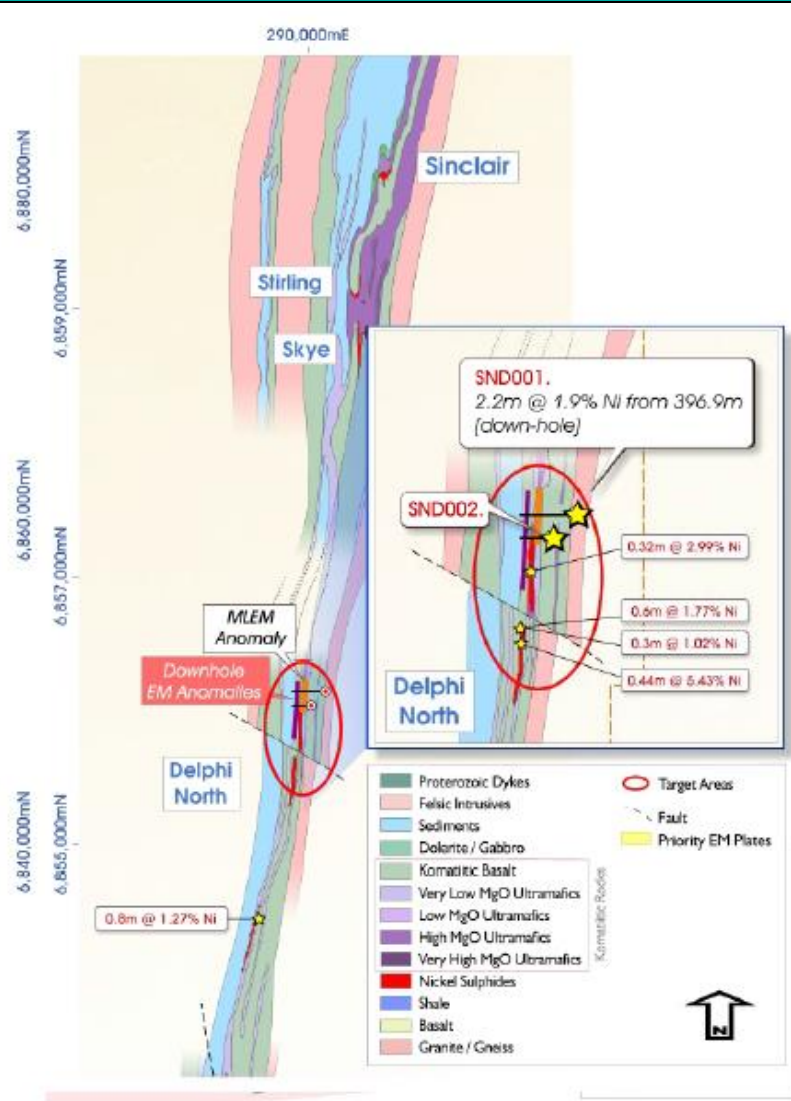 290,000mE
6,880,000mN
Sinclair
Stirling
6,859,000mN
Skye
SND001.
2.2m @ 1.9% Ni from 396.9m
(down-hole)
SND002.
0.32m @ 2.99% Ni
6,860,000mN
6,857,000mN
0.6m @ 1.77% Ni
MLEM
Anomaly
0.3m @ 1.02% Ni
Downhole
EM Anomalies
0.44m @ 5.43% Ni
Delphi
North
Delphi
North
Proterozoic Dykes
Felsic Intrusives
Sediments
Dolerite / Gabbro
Komatiitic Basalt
Very Low MgO Ultramafics
Low MgO Ultramafics
High MgO Ultramafics
Very High MgO Ultramafics
Komatiitic Rocks
Nickel Sulphides
Shale
Basalt
Granite / Gneiss
Target Areas
Fault
Priority EM Plates
6,840,000mN
6,855,000mN
0.8m @ 1.27% Ni
N